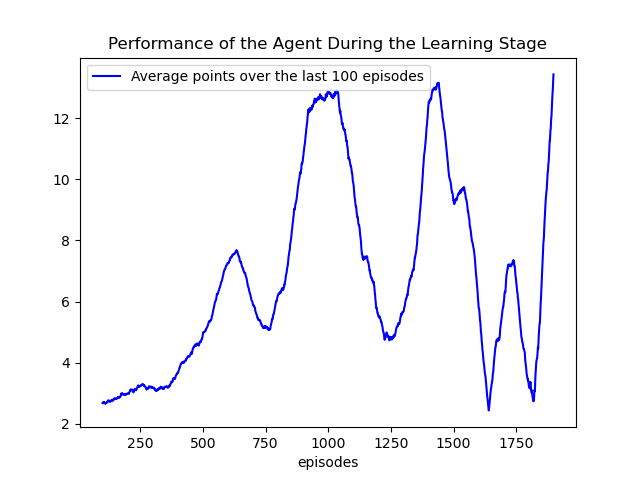 Performance of the Agent During the Learning Stage
Average points over the last 100 episodes
12
10
8
6
4
2
250 500 750 1000 1250 1500 1750
episodes